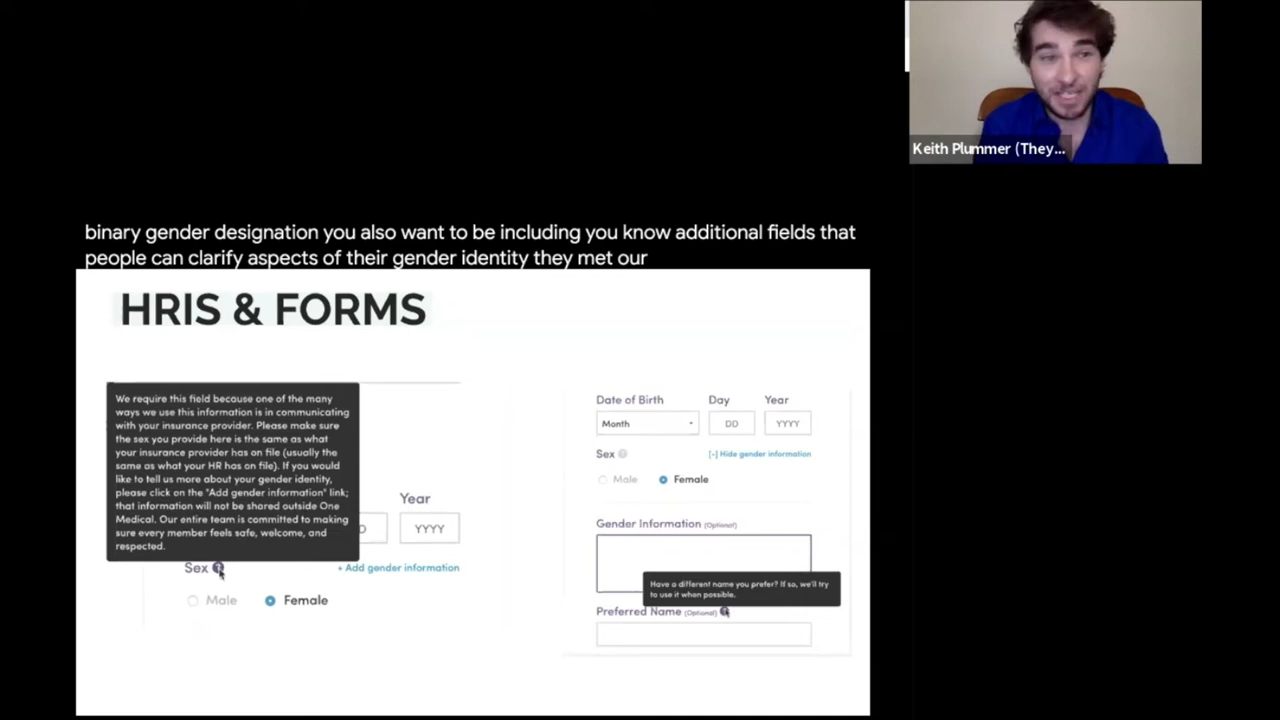 Keith Plummer (They...
binary gender designation you also want to be including you know additional fields that
people can clarify aspects of their gender identity they met our
HRIS & FORMS
We require this field because one of the many
ways we use this information is in communicating
with your insurance provider. Please make sure
the sex you provide here is the same as what
your insurance provider has on file (usually the
same as what your HR has on file). If you would
like to tell us more about your gender identity,
please click on the "Add gender information" link;
that information will not be shared outside One
Medical. Our entire team is committed to making
sure every member feels safe, welcome, and
respected.
Year
D YYYY
Sex + Add gender information
Male Female
Date of Birth Day Year
Month DD YYYY
Sex [-] Hide gender information
Male Female
Gender Information (Optional)
Have a different name you prefer? If so, we'll try
to use it when possible.
Preferred Name (Optional)